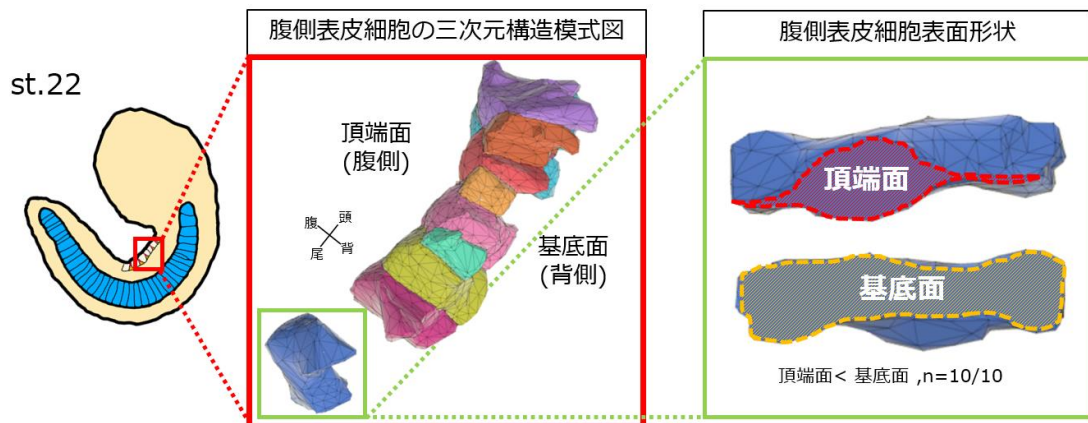 st.22
腹側表皮細胞の三次元構造模式図
頂端面
(腹側)
腹
頭
尾
背
基底面
(背側)
腹側表皮細胞表面形状
頂端面
基底面
頂端面< 基底面 ,n=10/10